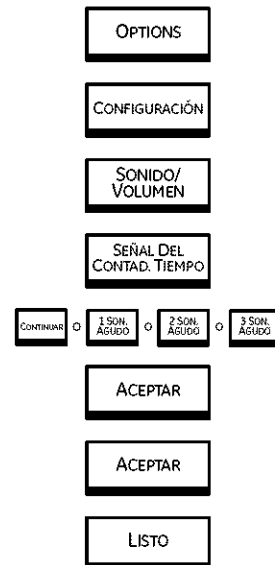 OPTIONS
CONFIGURACIÓN
SONIDO/
VOLUMEN
SEÑAL DEL
CONTAD. TIEMPO
CONTINUAR O 1 SON. AGUDO O 2 SON. AGUDO O 3 SON. AGUDO
ACEPTAR
ACEPTAR
LISTO